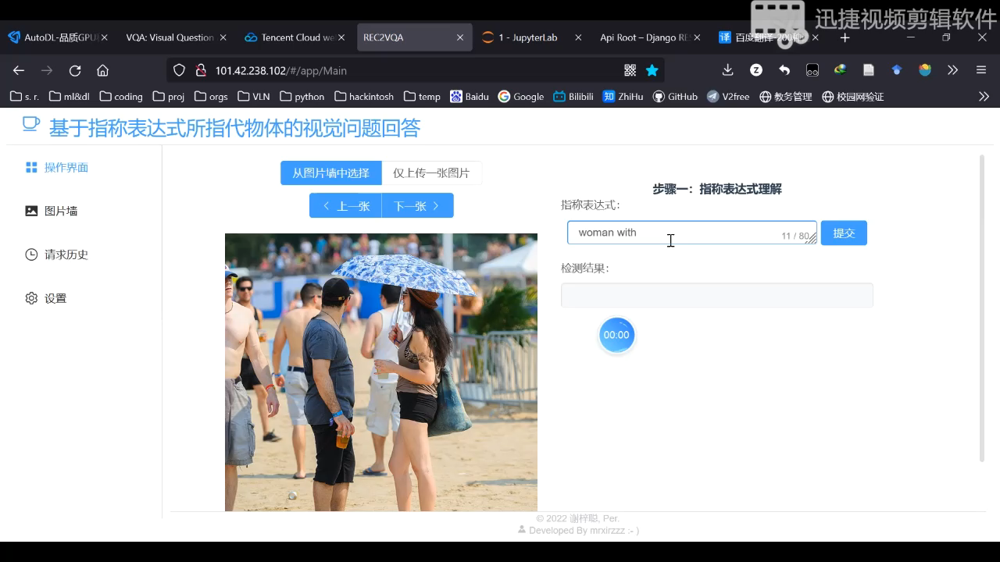 迅捷视频剪辑软件
AutoDL-品质GPU
VQA: Visual Question
Tencent Cloud we
REC2VQA
1 - JupyterLab
Api Root – Django RE
译
101.42.238.102/#/app/Main
s. r.
ml&dl
coding
proj
orgs
VLN
python
hackintosh
temp
Baidu
Google
Bilibili
知 ZhiHu
GitHub
V2free
教务管理
校园网验证
基于指称表达式所指代物体的视觉问题回答
操作界面
图片墙
请求历史
设置
从图片墙中选择
仅上传一张图片
上一张
下一张
步骤一：指称表达式理解
指称表达式：
woman with
11 / 80
提交
检测结果：
00:00
© 2022 谢梓聪, Per.
Developed By mrxirzzz :- )